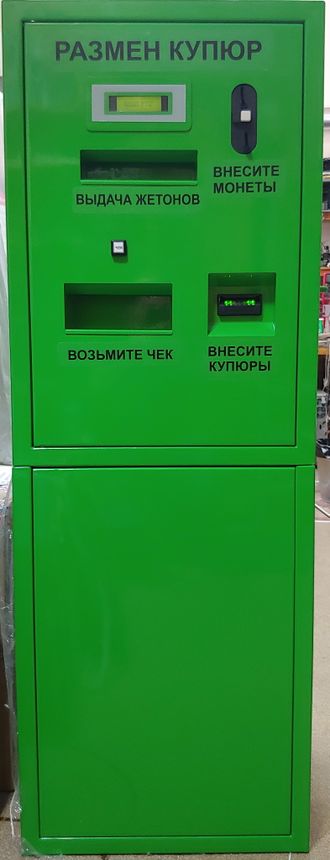 РАЗМЕН КУПЮР
ВНЕСИТЕ
МОНЕТЫ
ВЫДАЧА ЖЕТОНОВ
ВОЗЬМИТЕ ЧЕК
ВНЕСИТЕ
КУПЮРЫ